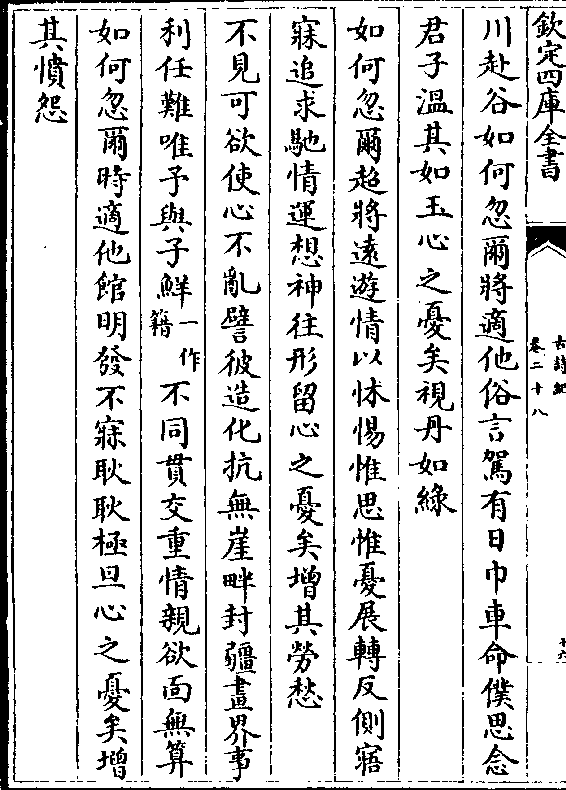 欽定四庫全書
古詩紀
卷二十八
川赴谷如何忽爾將適他俗言駕有日巾車命僕思念
君子溫其如玉心之憂矣視丹如綠
如何忽爾超將遠遊情以怵惕惟思惟憂展轉反側寤
寐追求馳情運想神往形留心之憂矣增其勞愁
不見可欲使心不亂譬彼造化抗無崖畔封疆畫界事
利任難唯予與子鮮一作籍不同貫交重情親欲面無算
如何忽爾時適他館明發不寐耿耿極旦心之憂矣增
其憤怨